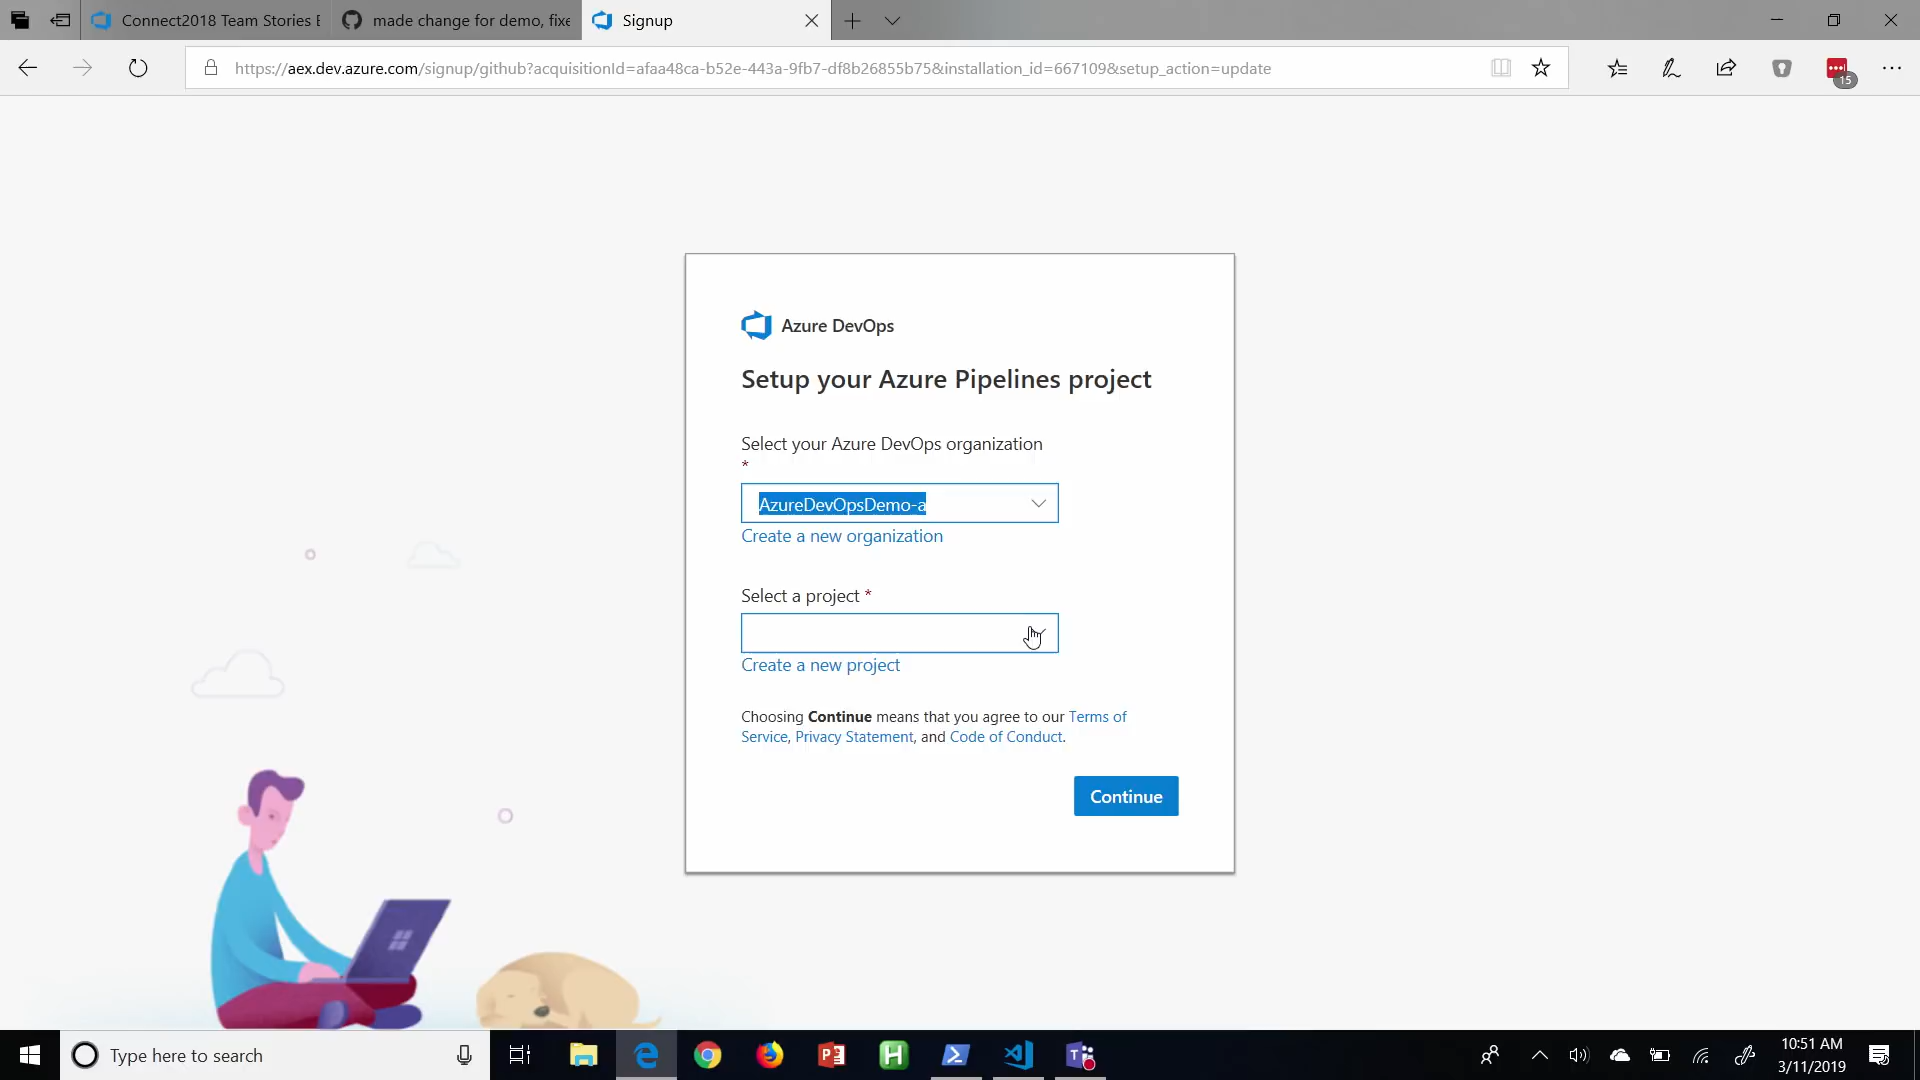 Connect2018 Team Stories
made change for demo, fixe
Signup
https://aex.dev.azure.com/signup/github?acquisitionId=afaa48ca-b52e-443a-9fb7-df8b26855b75&installation_id=667109&setup_action=update
15
Azure DevOps
Setup your Azure Pipelines project
Select your Azure DevOps organization
*
AzureDevOpsDemo-a
Create a new organization
Select a project *
Create a new project
Choosing Continue means that you agree to our Terms of
Service, Privacy Statement, and Code of Conduct.
Continue
Type here to search
10:51 AM
3/11/2019